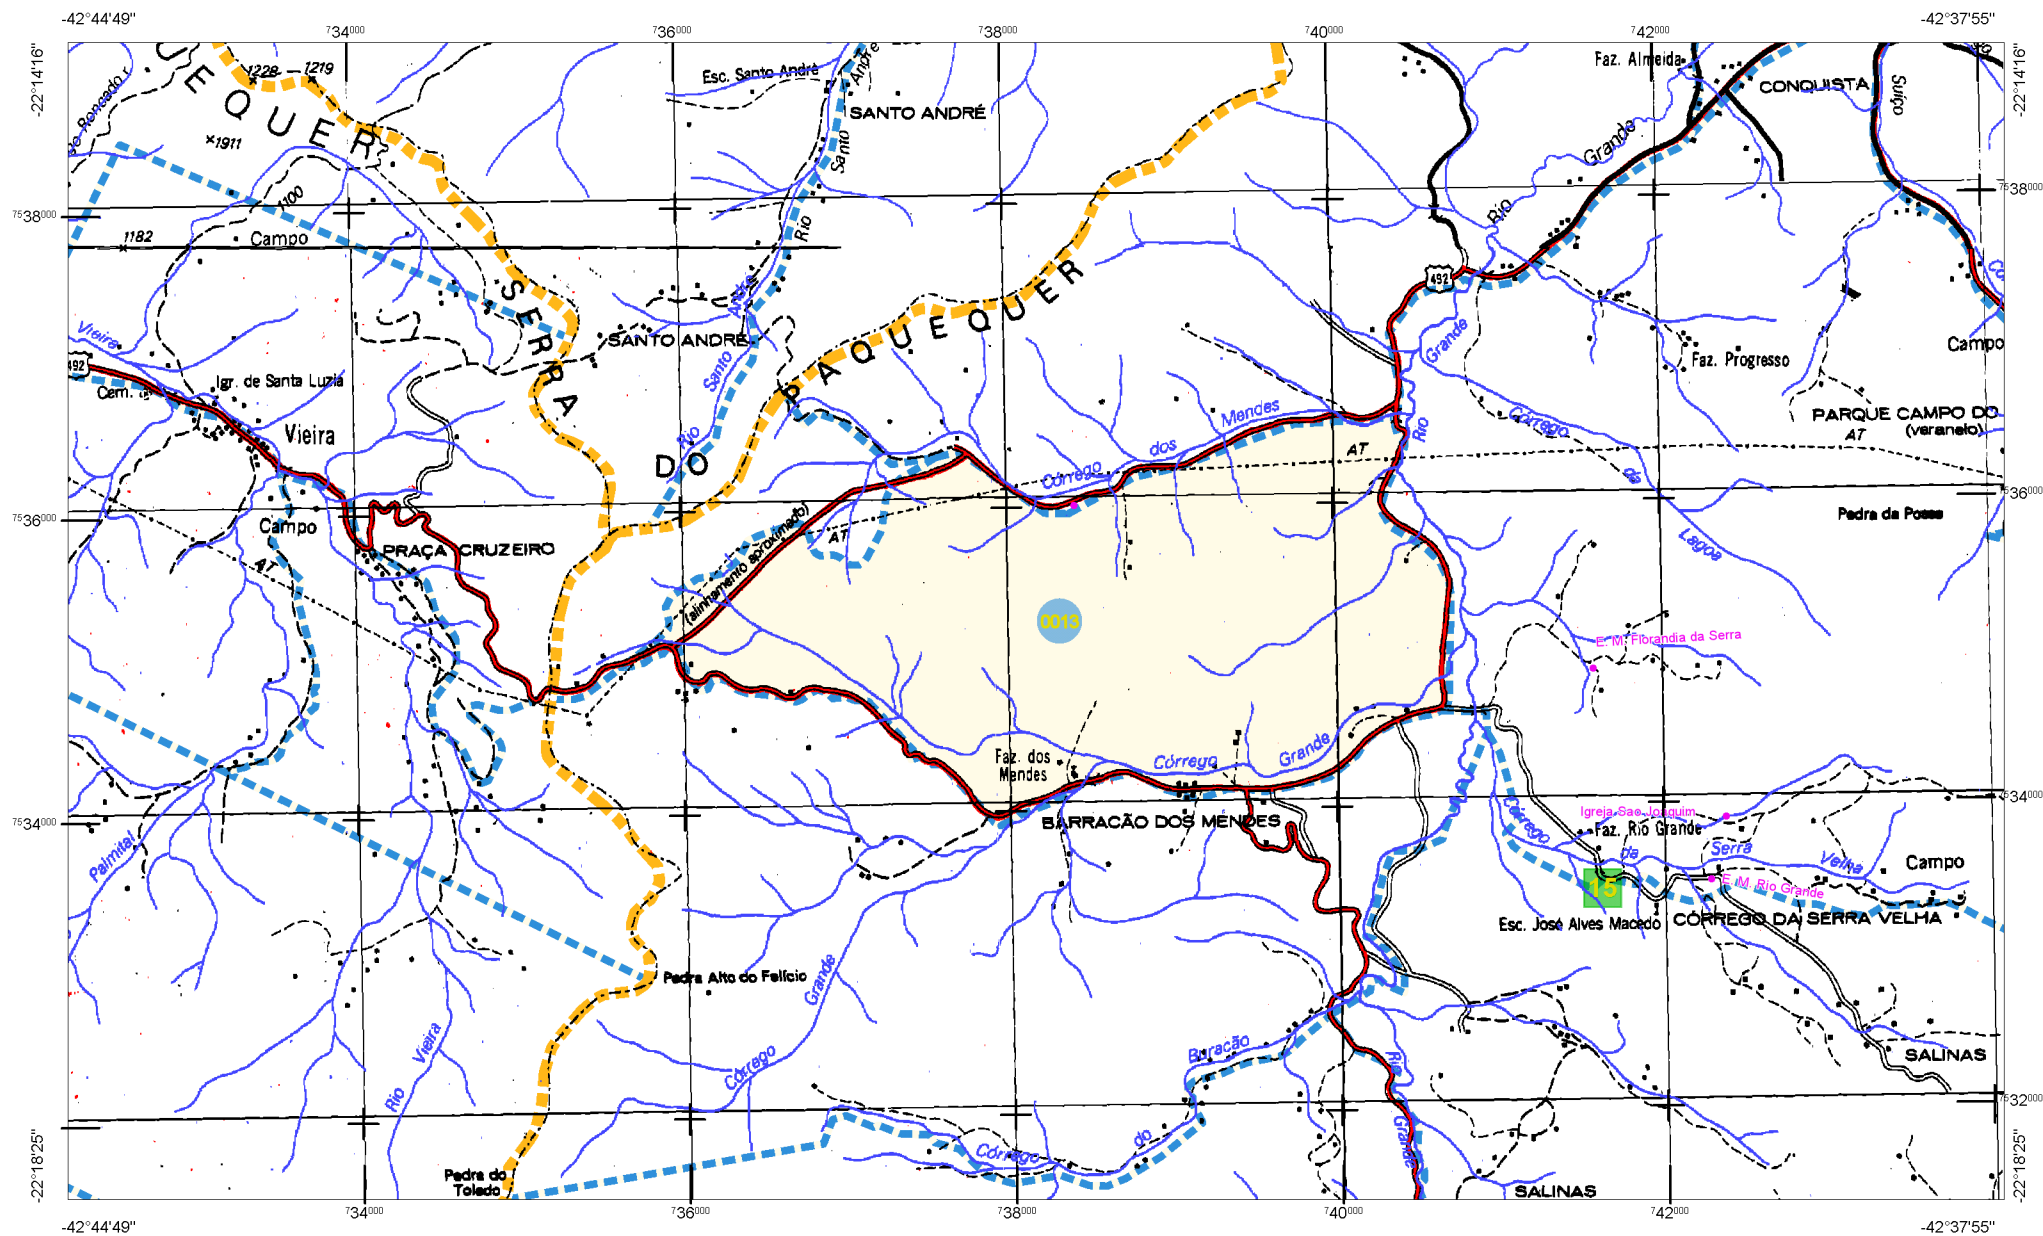 -42°44'49"
734000
736000
738000
740000
742000
-42°37'55"
-22°14'16"
-22°14'16"
UEQUER
1228
1219
Esc. Santo Andrè
André
Faz. Almeida
CONQUISTA
Suiço
SANTO ANDRÉ
1911
Santo
Grande
7538000
7538000
1100
1182
Campo
Rio
Rio
SERRA
PAQUEQUER
492
André
Vieira
SANTO ANDRÉ
Grande
Campo
492
Cem.
Igr. de Santa Luzia
Santo
Faz. Progresso
Vieira
Mendes
Córrego
PARQUE CAMPO DO
(veraneio)
AT
Rio
DO
dos
Córrego
AT
Rio
da
7536000
7536000
Campo
PRAÇA CRUZEIRO
AT
(alinhamento aproximado)
AT
Pedra da Posse
Lagoa
0013
E. M. Florandia da Serra
Faz. dos
Mendes
Córrego
Grande
7534000
7534000
Palmital
BARRACÃO DOS MENDES
Igreja Sao Joaquim
Faz. Rio Grande
Córrego
da
Serra
Velha
Campo
15
E. M. Rio Grande
Esc. José Alves Macedo
CÓRREGO DA SERRA VELHA
Pedra Alto do Felício
Grande
Vieira
Rio
Córrego
Buracão
Rio
SALINAS
7532000
Grande
Córrego
do
Pedra do
Toledo
SALINAS
-22°18'25"
-22°18'25"
-42°44'49"
734000
736000
738000
740000
742000
-42°37'55"